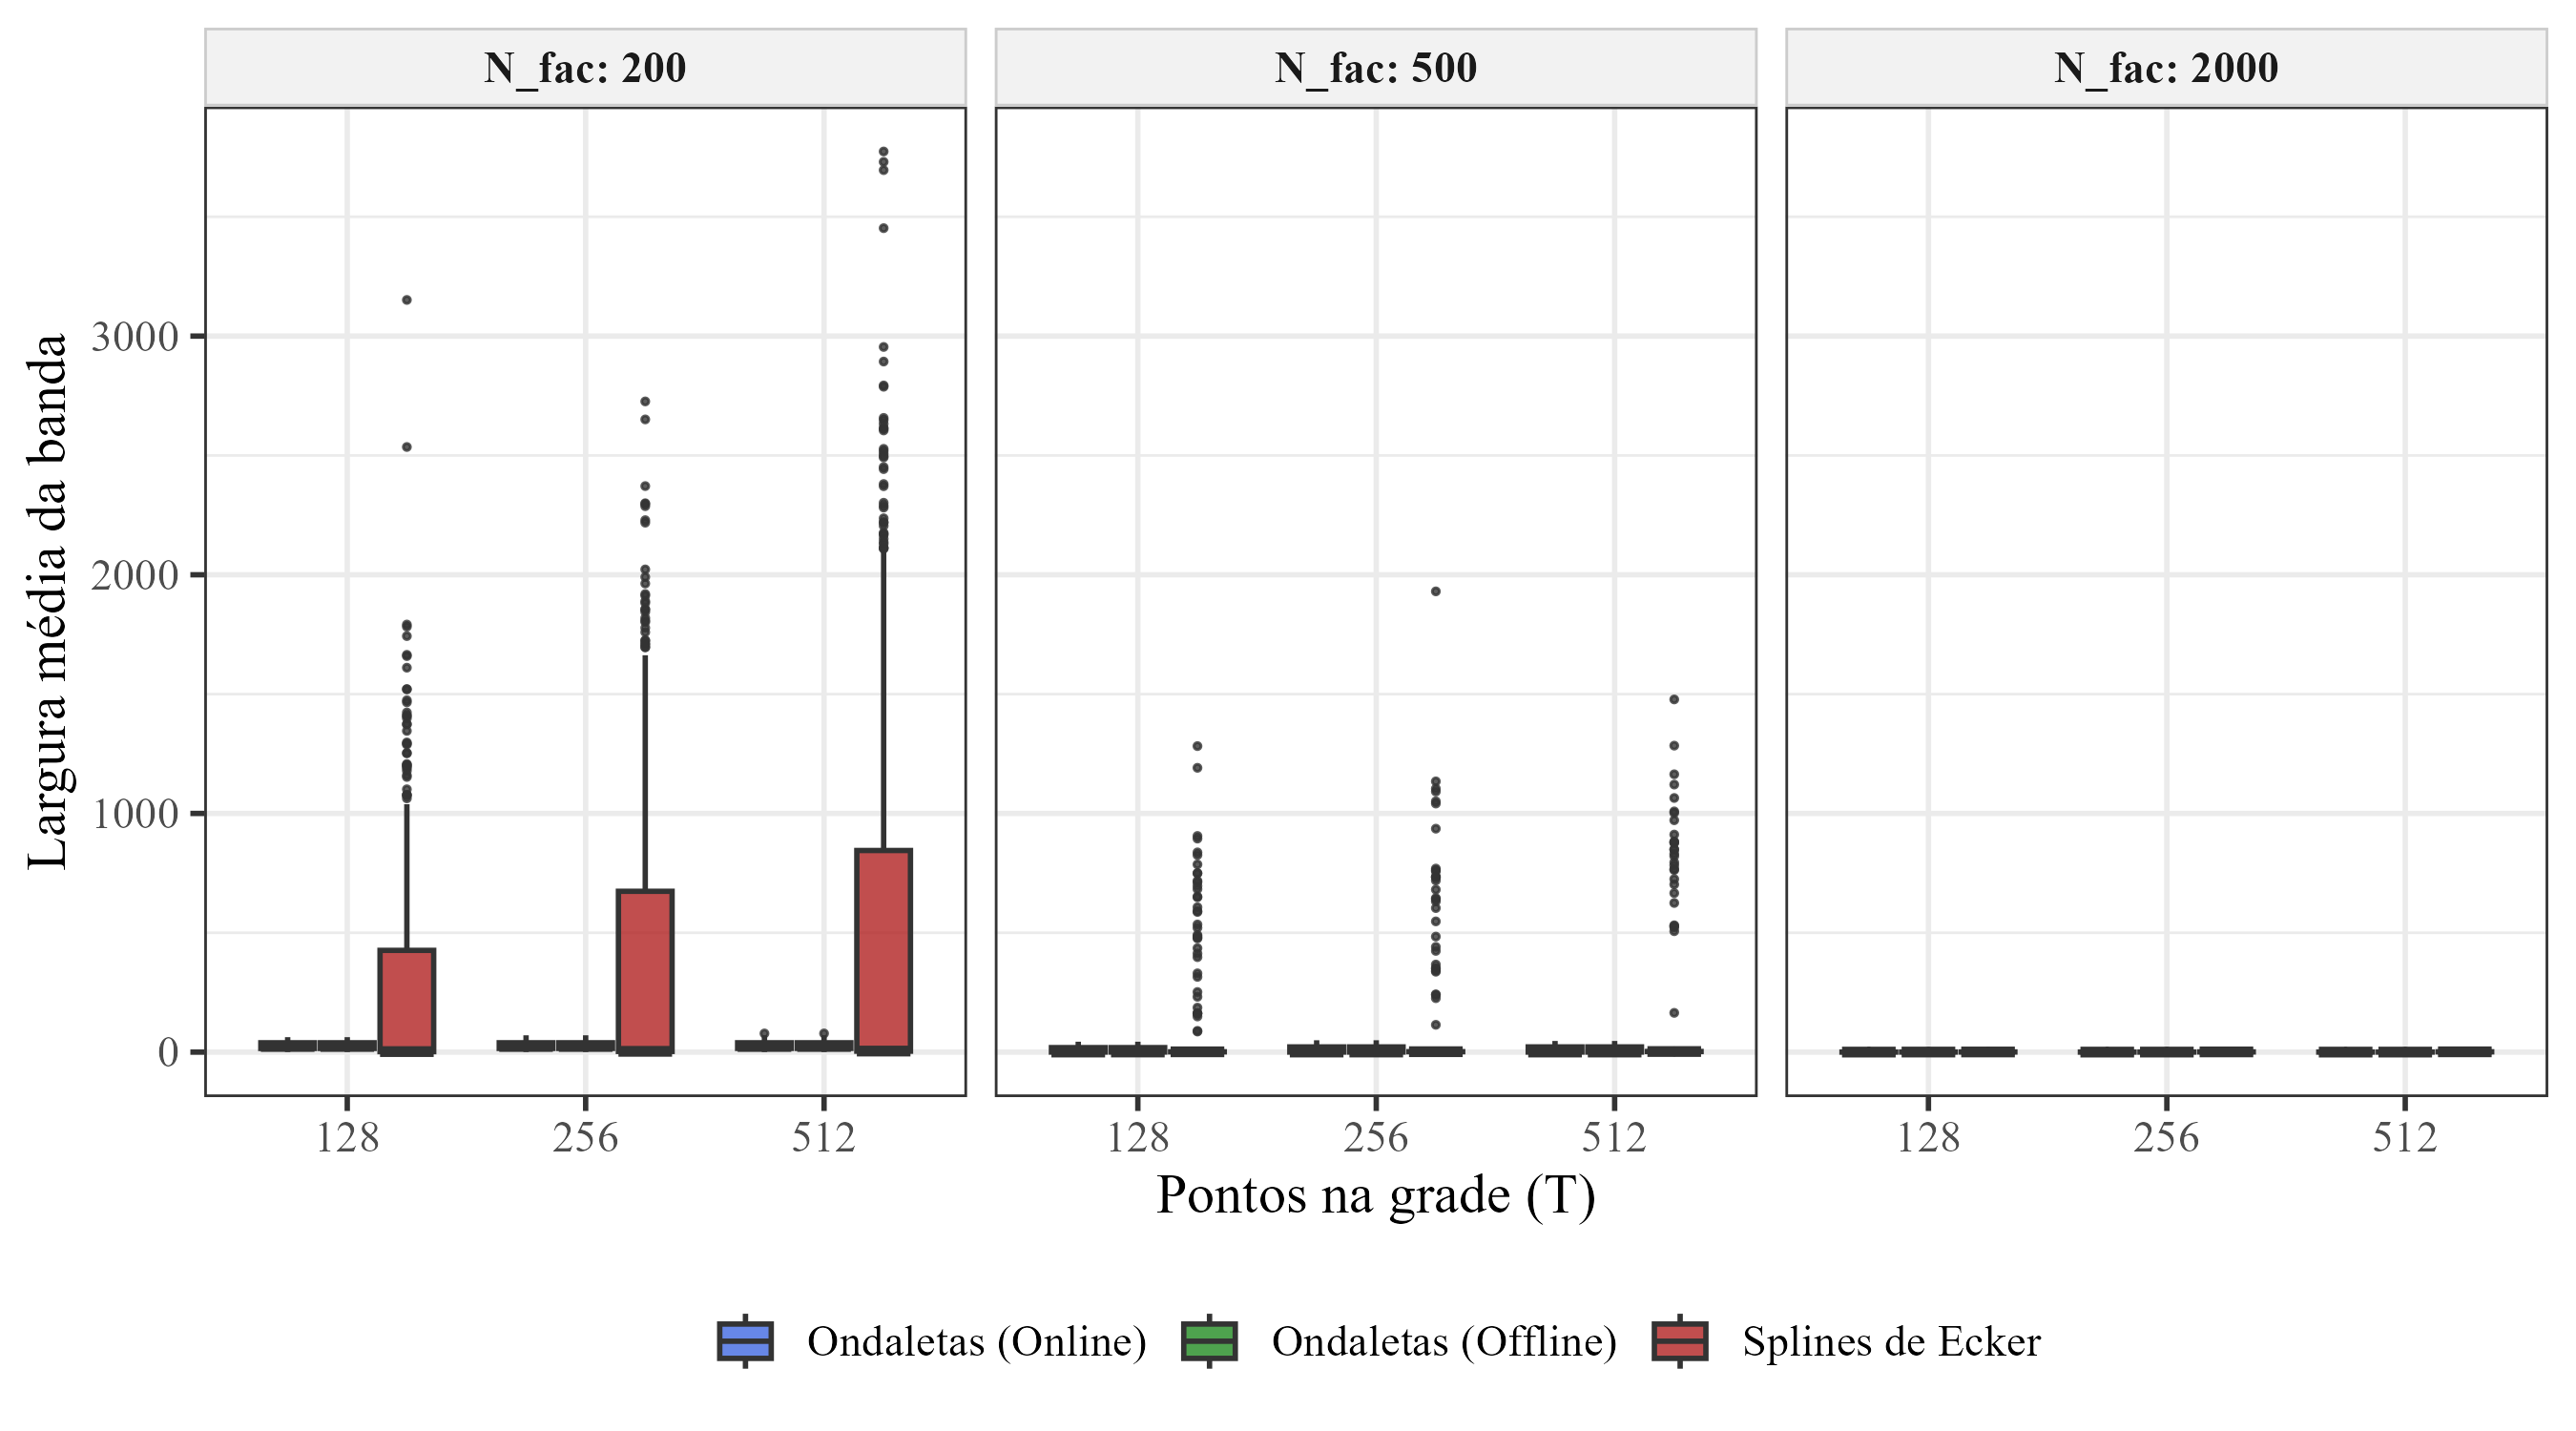 N_fac: 200
N_fac: 500
N_fac: 2000
Largura média da banda
3000
2000
1000
0
128 256 512
128 256 512
128 256 512
Pontos na grade (T)
Ondaletas (Online)
Ondaletas (Offline)
Splines de Ecker